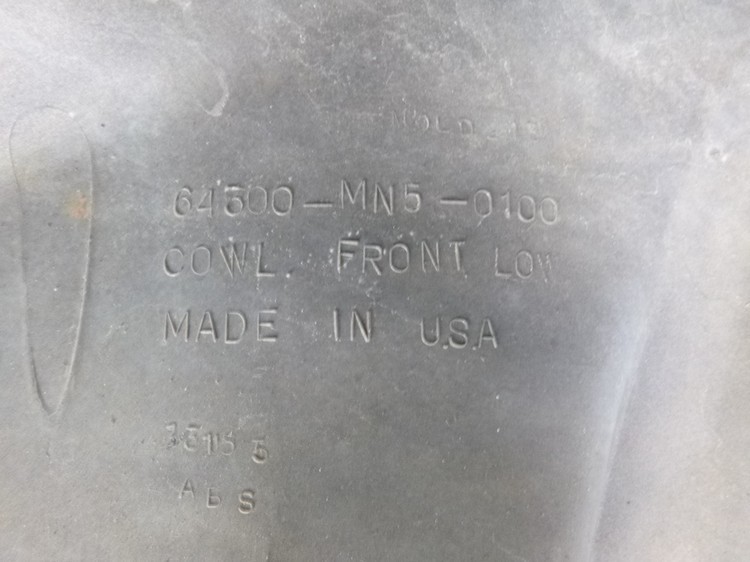 64300-MN5-0100
COWL. FRONT LOW
MADE IN USA
ABS